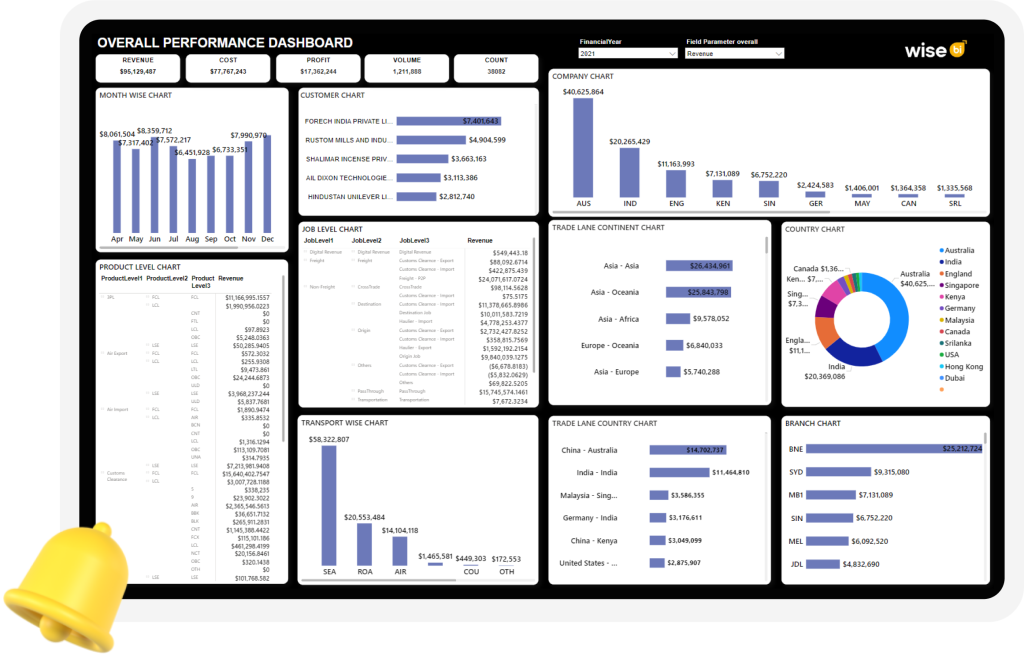 OVERALL PERFORMANCE DASHBOARD
FinancialYear
2021
Field Parameter overall
Revenue
wise bi
REVENUE
$95,129,487
COST
$77,767,243
PROFIT
$17,362,244
VOLUME
1,211,888
COUNT
38082
MONTH WISE CHART
$8,061,504
$7,317,402
$8,359,712
$7,572,217
$6,451,928
$6,733,351
$7,990,970
Apr May Jun Jul Aug Sep Oct Nov Dec
CUSTOMER CHART
FORECH INDIA PRIVATE LI... $7,401,643
RUSTOM MILLS AND INDU... $4,904,599
SHALIMAR INCENSE PRIV... $3,663,163
AIL DIXON TECHNOLOGIE... $3,113,386
HINDUSTAN UNILEVER LI... $2,812,740
COMPANY CHART
$40,625,864
$20,265,429
$11,163,993
$7,131,089
$6,752,220
$2,424,583
$1,406,001
$1,364,358
$1,335,568
AUS IND ENG KEN SIN GER MAY CAN SRL
PRODUCT LEVEL CHART
ProductLevel1 ProductLevel2 Product Level3 Revenue
3PL FCL FCL $11,166,995.1557
LCL $1,990,956.0223
CNT $0
FTL $0
LCL $97.8923
OBC $5,248.0363
LSE LSE $50,285.9405
Air Export FCL FCL $572.3032
LCL LCL $255.9308
LTL $9,473.861
OBC $24,244.6873
ULD $0
LSE LSE $3,968,237.244
ULD $5,837.7681
Air Import FCL FCL $1,890.9474
LCL AIR $335.8532
BCN $0
CNT $0
LCL $1,316.1294
OBC $113,109.7081
UNA $314.7935
LSE LSE $7,213,981.9408
Customs Clearance FCL FCL $15,640,402.7547
LCL $3,007,728.1188
$338,235
$23,902.3022
AIR $2,365,546.5613
BBK $36,651.7132
BLK $265,911.2831
CNT $1,145,388.4422
FCX $115,101.186
LCL $461,298.4199
NCT $20,156.8461
OBC $320.1438
OTH $0
LSE LSE $101,768.582
JOB LEVEL CHART
JobLevel1 JobLevel2 JobLevel3 Revenue
Digital Revenue Digital Revenue Digital Revenue $549,443.18
Freight Freight Customs Clearnce - Export $88,092.6714
Customs Clearnce - Import $422,875.439
Freight - P2P $24,071,617.0724
Non-Freight CrossTrade CrossTrade $98,114.5628
Customs Clearnce - Import $75.5175
Destination Customs Clearnce - Import $11,378,665.8986
Destination Job $10,011,583.7219
Haulier - Import $4,778,253.4377
Origin Customs Clearnce - Export $2,732,427.8252
Customs Clearnce - Import $358,815.7569
Haulier - Export $1,592,192.2154
Origin Job $9,840,039.1275
Others Customs Clearnce - Export ($6,678.8183)
Customs Clearnce - Import ($5,832.0629)
Others $69,822.5205
PassThrough PassThrough $15,745,574.1461
Transportation Transportation $7,672.3234
TRADE LANE CONTINENT CHART
Asia - Asia $26,434,961
Asia - Oceania $25,843,798
Asia - Africa $9,578,052
Europe - Oceania $6,840,033
Asia - Europe $5,740,288
COUNTRY CHART
Canada $1,36...
Ken... $7,...
Sing... $7,3...
Engla... $11,1...
India $20,369,086
Australia $40,625,...
Australia
India
England
Singapore
Kenya
Germany
Malaysia
Canada
Srilanka
USA
Hong Kong
Dubai
TRANSPORT WISE CHART
$58,322,807
$20,553,484
$14,104,118
$1,465,581
$449,303
$172,553
SEA ROA AIR COU OTH
TRADE LANE COUNTRY CHART
China - Australia $14,702,737
India - India $11,464,810
Malaysia - Sing... $3,586,355
Germany - India $3,176,611
China - Kenya $3,049,099
United States - ... $2,875,907
BRANCH CHART
BNE $25,212,724
SYD $9,315,080
MB1 $7,131,089
SIN $6,752,220
MEL $6,092,520
JDL $4,832,690